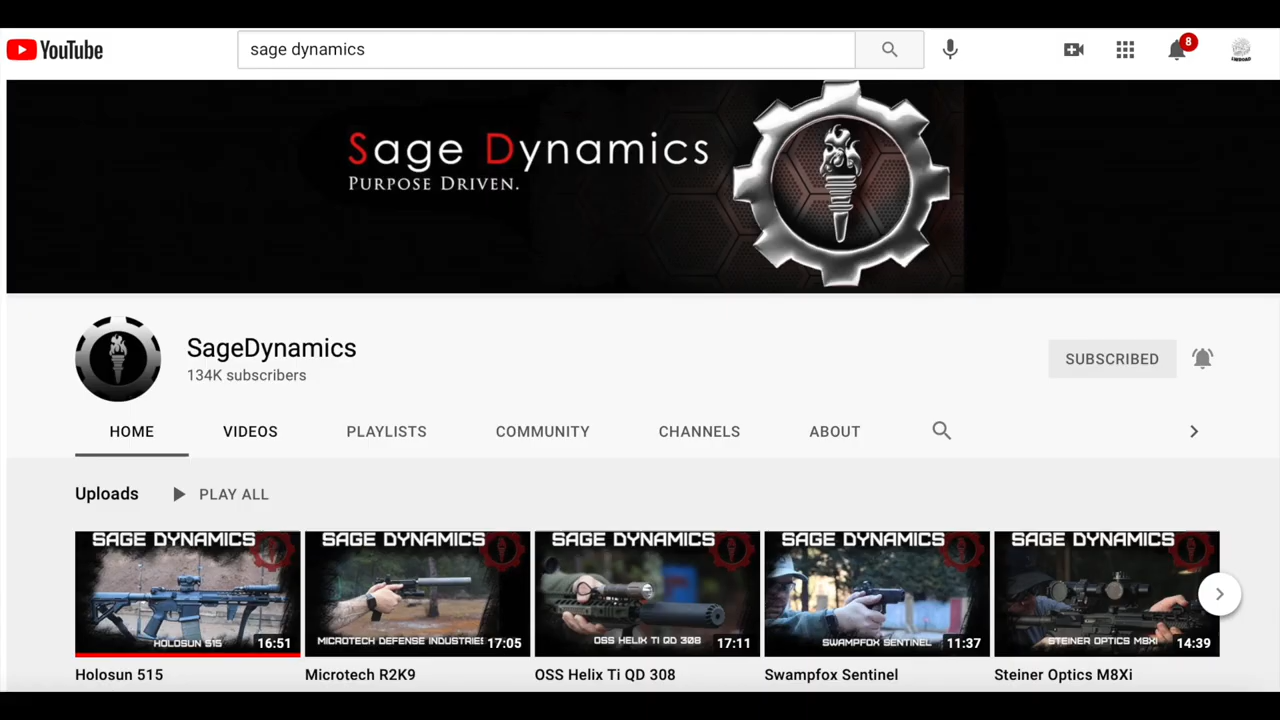 YouTube
sage dynamics
8
Sage Dynamics
PURPOSE DRIVEN.
SageDynamics
134K subscribers
SUBSCRIBED
HOME VIDEOS PLAYLISTS COMMUNITY CHANNELS ABOUT
Uploads PLAY ALL
SAGE DYNAMICS SAGE DYNAMICS SAGE DYNAMICS SAGE DYNAMICS SAGE DYNAMICS
HOLOSUN 515 16:51 MICROTECH DEFENSE INDUSTRIES 17:05 OSS HELIX TI QD 308 17:11 SWAMPFOX SENTINEL 11:37 STEINER OPTICS M8XI 14:39
Holosun 515 Microtech R2K9 OSS Helix Ti QD 308 Swampfox Sentinel Steiner Optics M8Xi